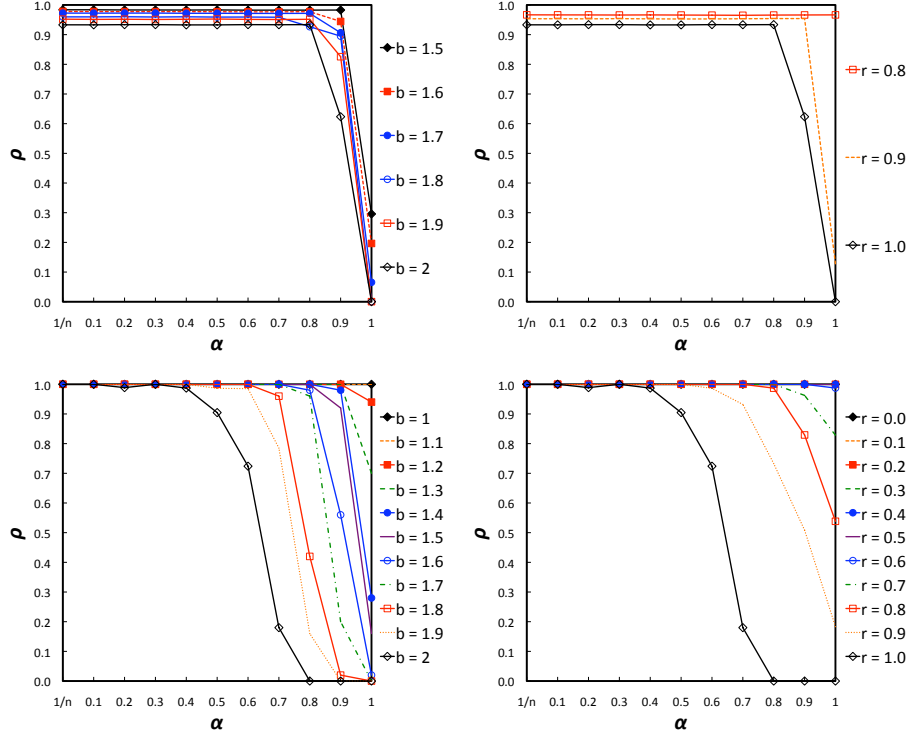 1.0
0.9
0.8
0.7
0.6
0.5
0.4
0.3
0.2
0.1
0.0
ρ
1/n 0.1 0.2 0.3 0.4 0.5 0.6 0.7 0.8 0.9 1
α
b = 1.5
b = 1.6
b = 1.7
b = 1.8
b = 1.9
b = 2
1.0
0.9
0.8
0.7
0.6
0.5
0.4
0.3
0.2
0.1
0.0
ρ
1/n 0.1 0.2 0.3 0.4 0.5 0.6 0.7 0.8 0.9 1
α
r = 0.8
r = 0.9
r = 1.0
1.0
0.9
0.8
0.7
0.6
0.5
0.4
0.3
0.2
0.1
0.0
ρ
1/n 0.1 0.2 0.3 0.4 0.5 0.6 0.7 0.8 0.9 1
α
b = 1
b = 1.1
b = 1.2
b = 1.3
b = 1.4
b = 1.5
b = 1.6
b = 1.7
b = 1.8
b = 1.9
b = 2
1.0
0.9
0.8
0.7
0.6
0.5
0.4
0.3
0.2
0.1
0.0
ρ
1/n 0.1 0.2 0.3 0.4 0.5 0.6 0.7 0.8 0.9 1
α
r = 0.0
r = 0.1
r = 0.2
r = 0.3
r = 0.4
r = 0.5
r = 0.6
r = 0.7
r = 0.8
r = 0.9
r = 1.0